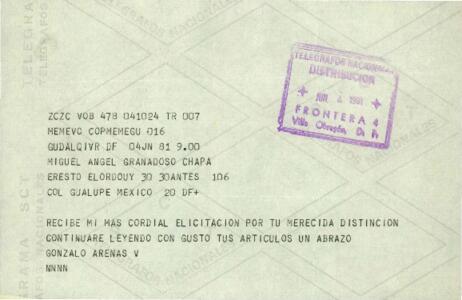 TELEGRAFOS NACIONALES
DISTRIBUCION
JUN. 4 1981
FRONTERA 4
Villa Obregón, D. F.
ZCZC VOB 478 041024 TR 007
MEMEVO COPMEMEGU 016
GUDALQIVR DF 04JN 81 9.00
MIGUEL ANGEL GRANADOSO CHAPA
ERESTO ELORDOUY 30 30ANTES 106
COL GUALUPE MEXICO 20 DF+
RECIBE MI MAS CORDIAL ELICITACION POR TU MERECIDA DISTINCION
CONTINUARE LEYENDO CON GUSTO TUS ARTICULOS UN ABRAZO
GONZALO ARENAS V
NNNN